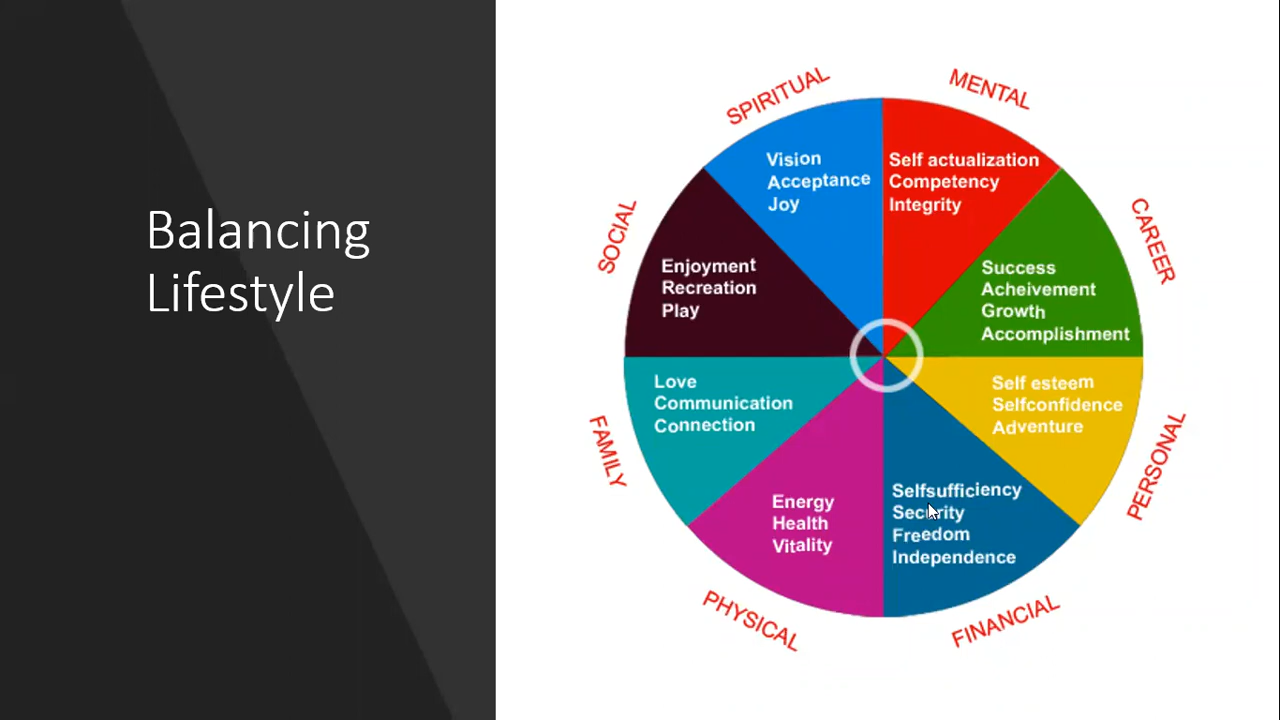 Balancing
Lifestyle
SPIRITUAL
Vision
Acceptance
Joy
MENTAL
Self actualization
Competency
Integrity
CAREER
Success
Acheivement
Growth
Accomplishment
PERSONAL
Self esteem
Selfconfidence
Adventure
FINANCIAL
Selfsufficiency
Security
Freedom
Independence
PHYSICAL
Energy
Health
Vitality
FAMILY
Love
Communication
Connection
SOCIAL
Enjoyment
Recreation
Play